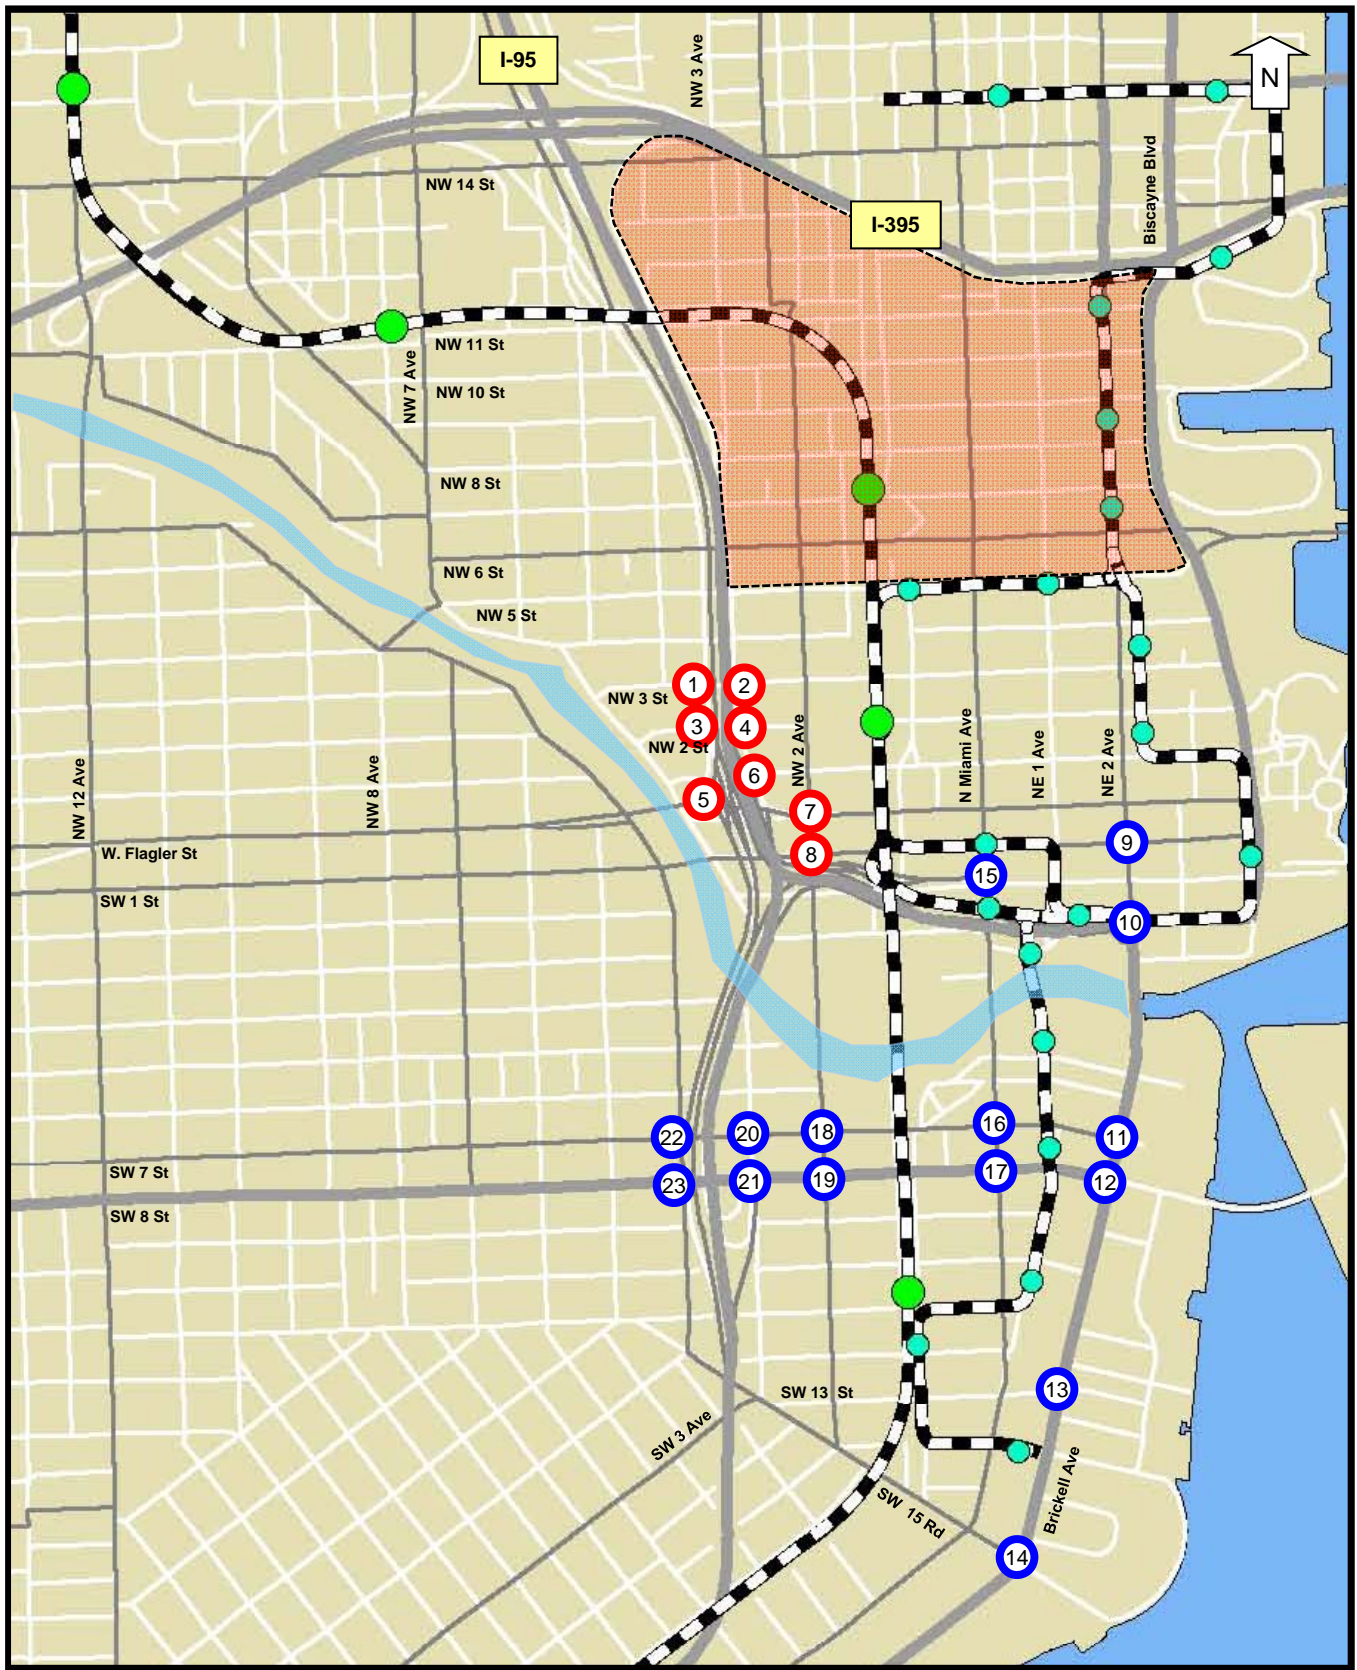 I-95
NW 3 Ave
N
Biscayne Blvd
NW 14 St
I-395
NW 11 St
NW 7 Ave
NW 10 St
NW 8 St
NW 6 St
NW 5 St
1
2
NW 3 St
3
4
NW 2 St
NW 2 Ave
N Miami Ave
NE 1 Ave
NE 2 Ave
6
5
7
NW 12 Ave
NW 8 Ave
9
W. Flagler St
8
15
SW 1 St
10
22
20
18
16
11
SW 7 St
23
21
19
17
12
SW 8 St
13
SW 13 St
SW 3 Ave
Brickell Ave
SW 15 Rd
14